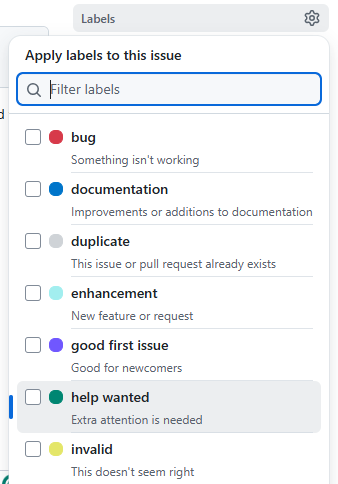 Labels
Apply labels to this issue
Filter labels
bug
Something isn't working
documentation
Improvements or additions to documentation
duplicate
This issue or pull request already exists
enhancement
New feature or request
good first issue
Good for newcomers
help wanted
Extra attention is needed
invalid
This doesn't seem right